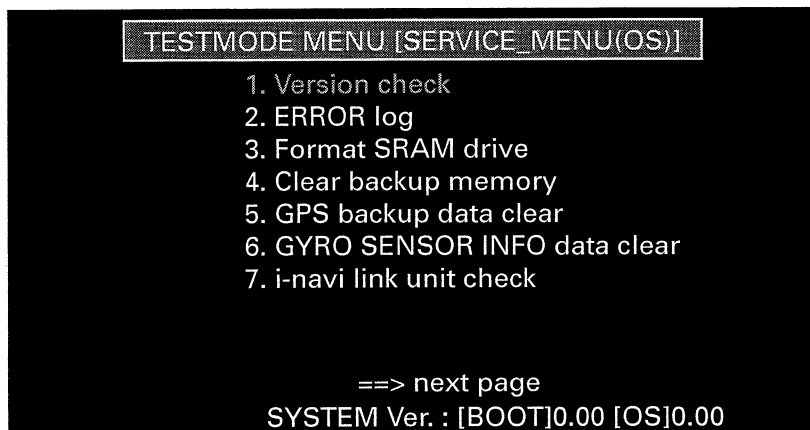 TESTMODE MENU [SERVICE_MENU(OS)]
1. Version check
2. ERROR log
3. Format SRAM drive
4. Clear backup memory
5. GPS backup data clear
6. GYRO SENSOR INFO data clear
7. i-navi link unit check
==> next page
SYSTEM Ver. : [BOOT]0.00 [OS]0.00